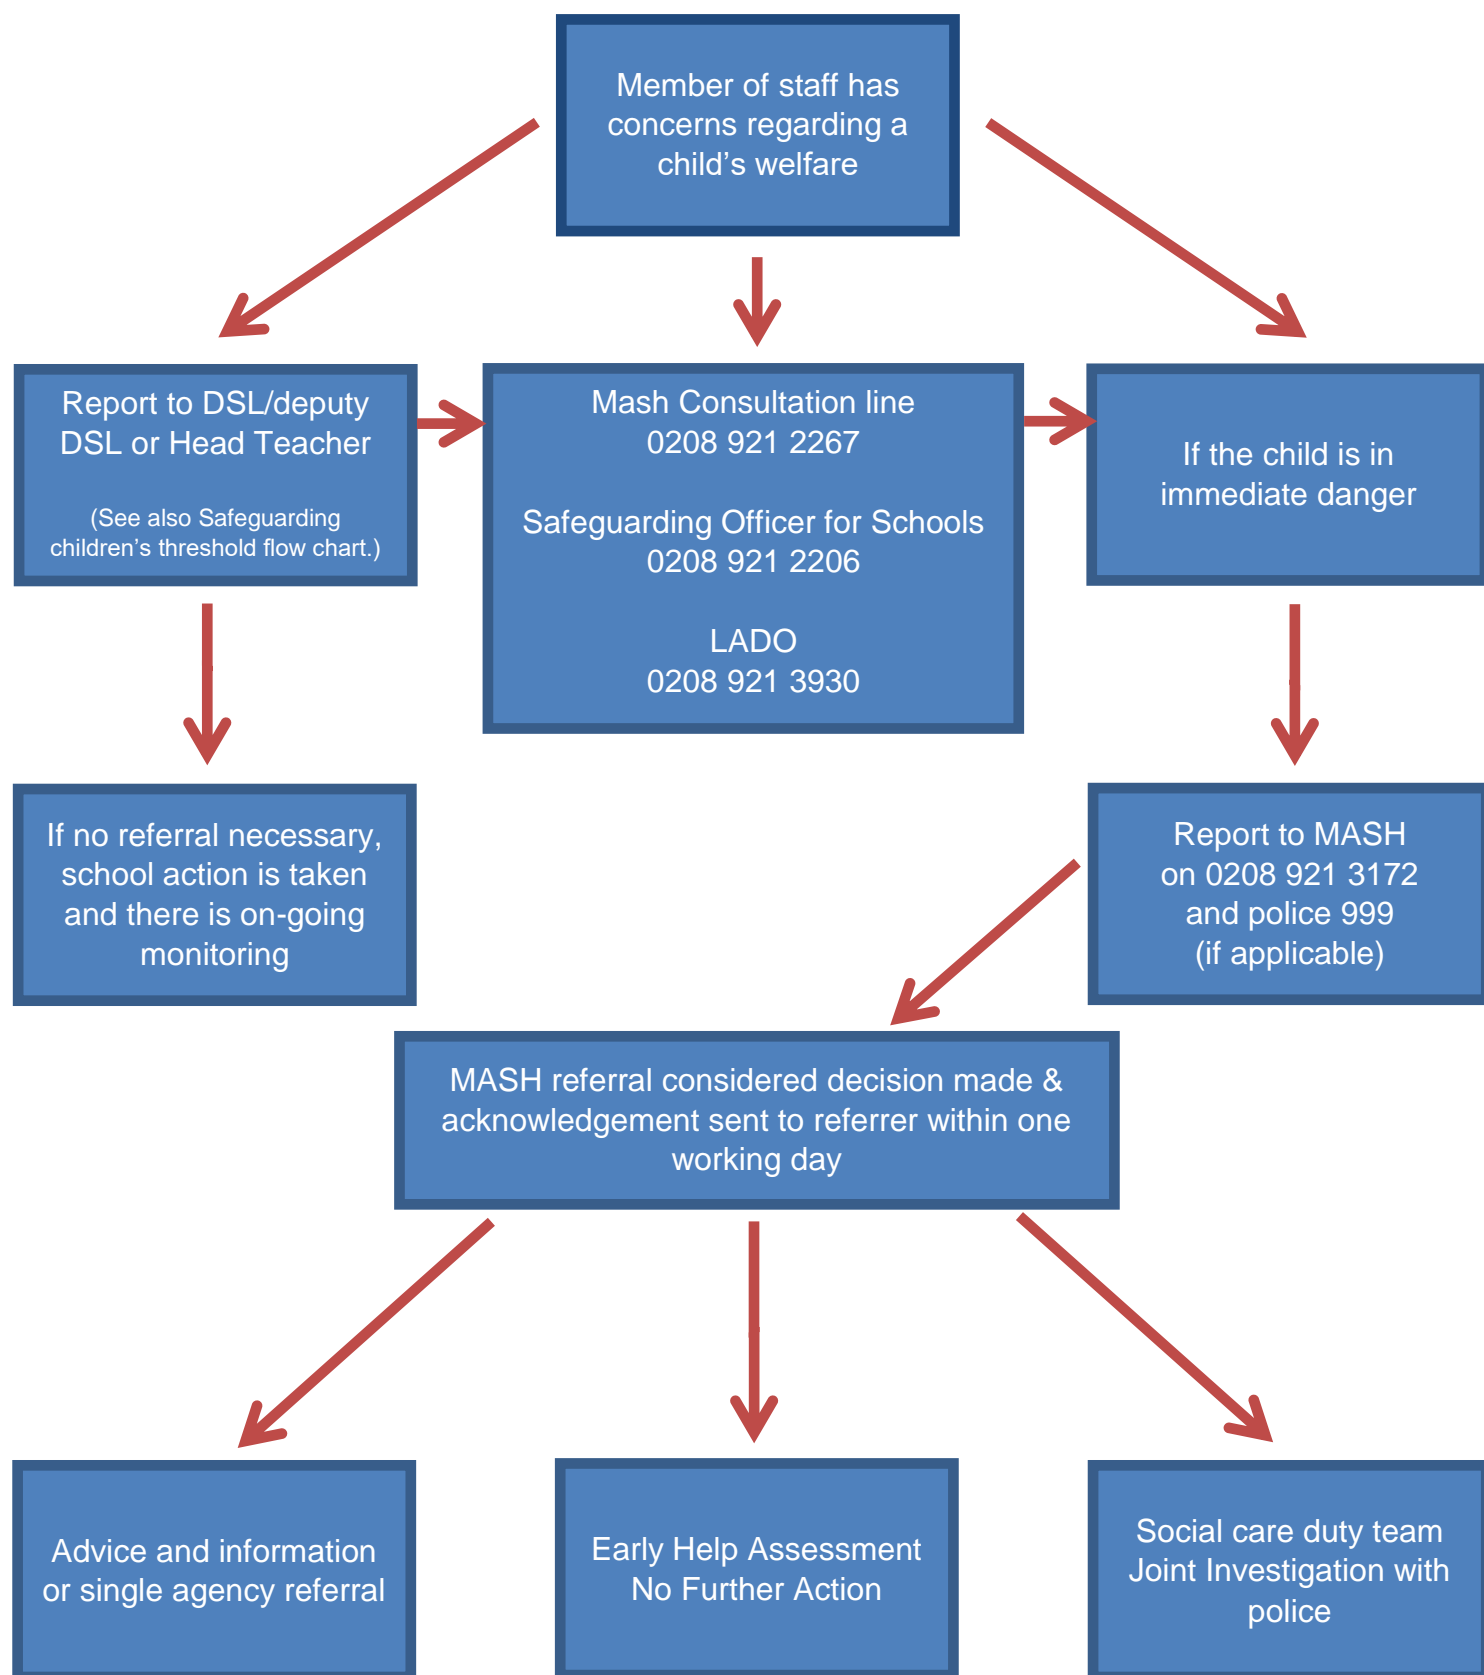 Member of staff has
concerns regarding a
child’s welfare
Report to DSL/deputy
DSL or Head Teacher
(See also Safeguarding
children’s threshold flow chart.)
Mash Consultation line
0208 921 2267
Safeguarding Officer for Schools
0208 921 2206
LADO
0208 921 3930
If the child is in
immediate danger
If no referral necessary,
school action is taken
and there is on-going
monitoring
Report to MASH
on 0208 921 3172
and police 999
(if applicable)
MASH referral considered decision made &
acknowledgement sent to referrer within one
working day
Advice and information
or single agency referral
Early Help Assessment
No Further Action
Social care duty team
Joint Investigation with
police